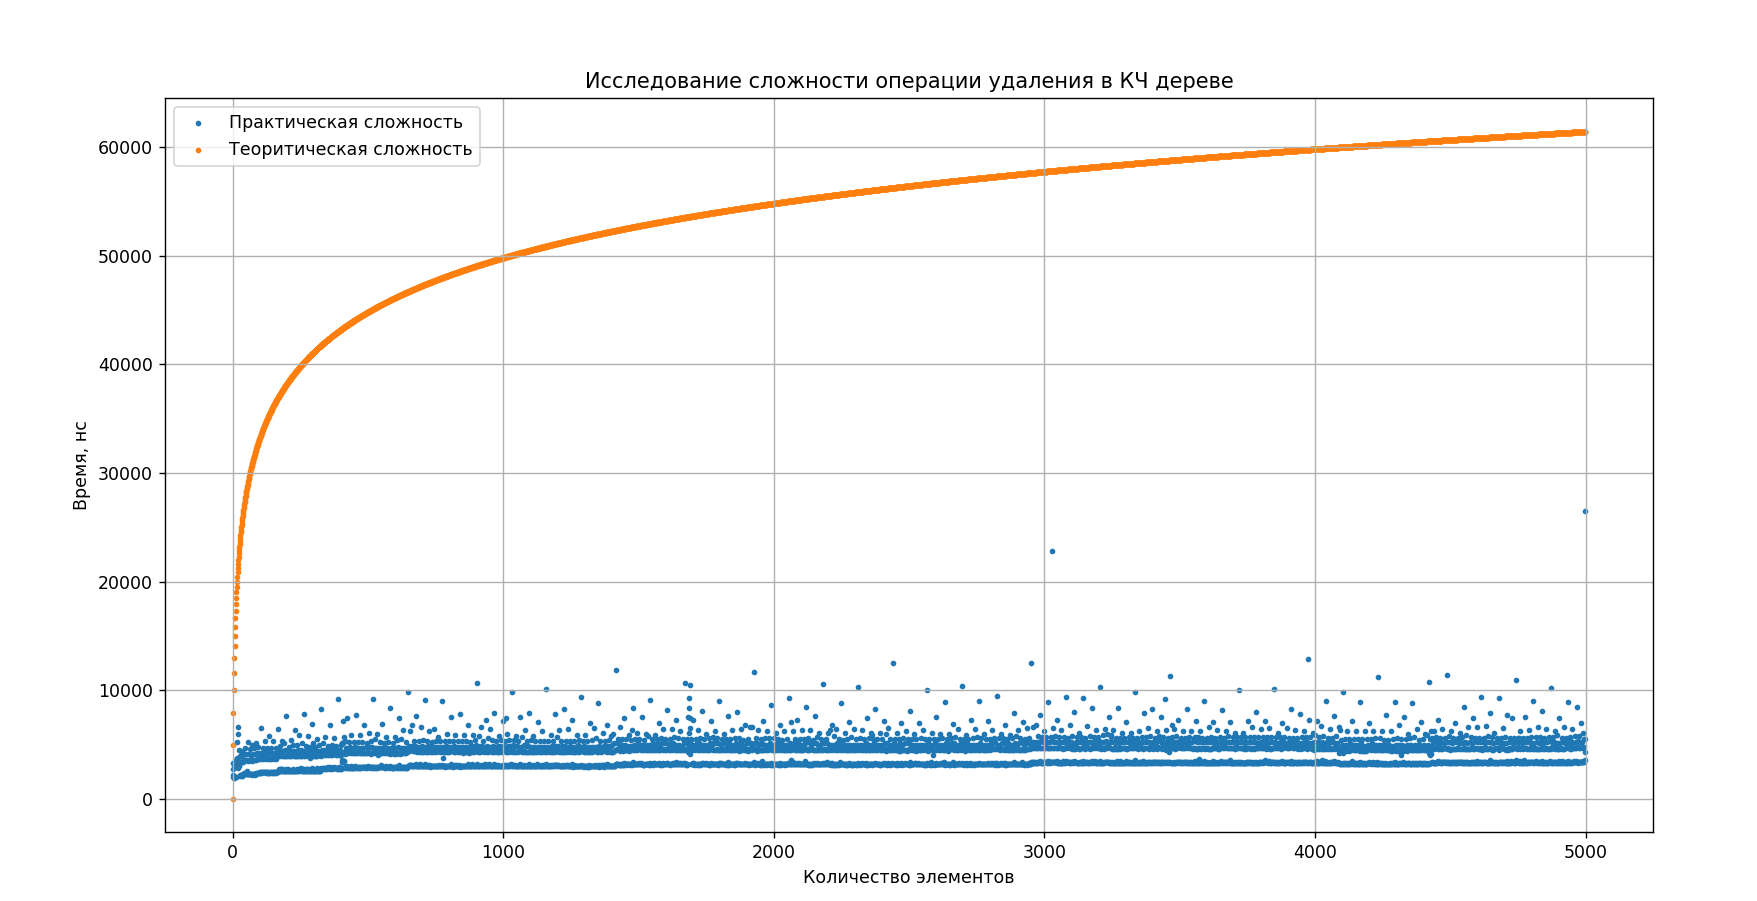 Исследование сложности операции удаления в КЧ дереве
Практическая сложность
Теоритическая сложность
60000
50000
40000
30000
20000
10000
0
Время, нс
0 1000 2000 3000 4000 5000
Количество элементов